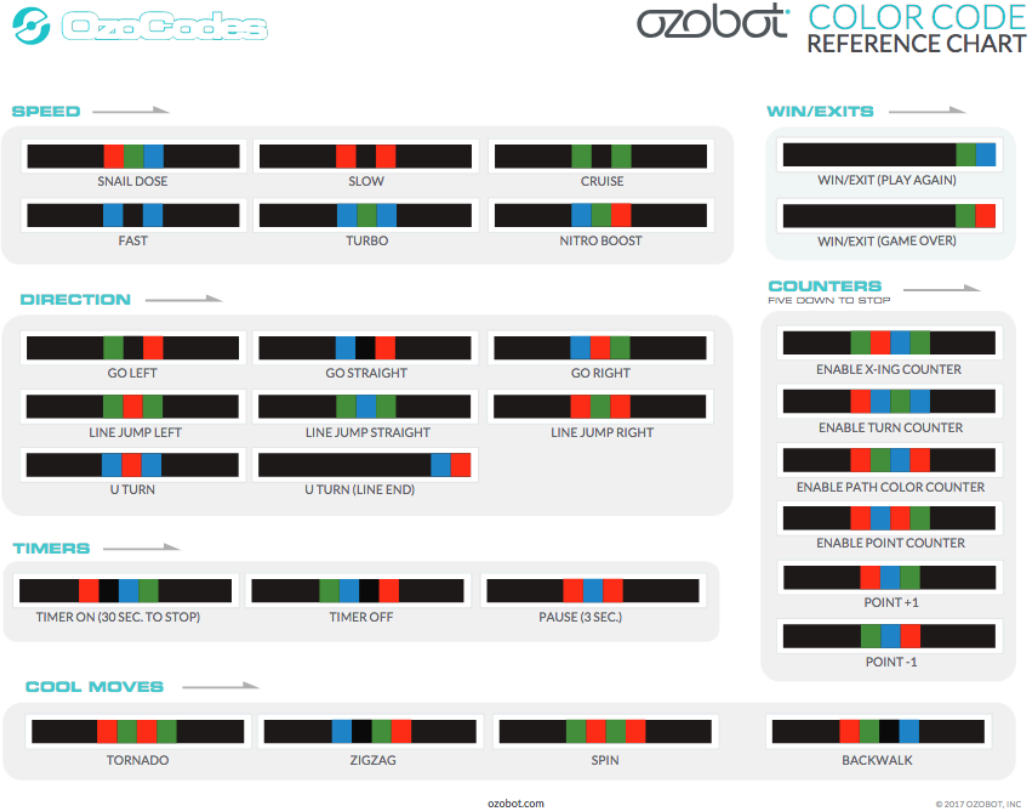 OzoCodes
ozobot COLOR CODE
REFERENCE CHART
SPEED
SNAIL DOSE SLOW CRUISE
FAST TURBO NITRO BOOST
WIN/EXITS
WIN/EXIT (PLAY AGAIN)
WIN/EXIT (GAME OVER)
DIRECTION
GO LEFT GO STRAIGHT GO RIGHT
LINE JUMP LEFT LINE JUMP STRAIGHT LINE JUMP RIGHT
U TURN U TURN (LINE END)
COUNTERS
FIVE DOWN TO STOP
ENABLE X-ING COUNTER
ENABLE TURN COUNTER
ENABLE PATH COLOR COUNTER
ENABLE POINT COUNTER
POINT +1
POINT -1
TIMERS
TIMER ON (30 SEC. TO STOP) TIMER OFF PAUSE (3 SEC.)
COOL MOVES
TORNADO ZIGZAG SPIN BACKWALK
ozobot.com
© 2017 OZOBOT, INC